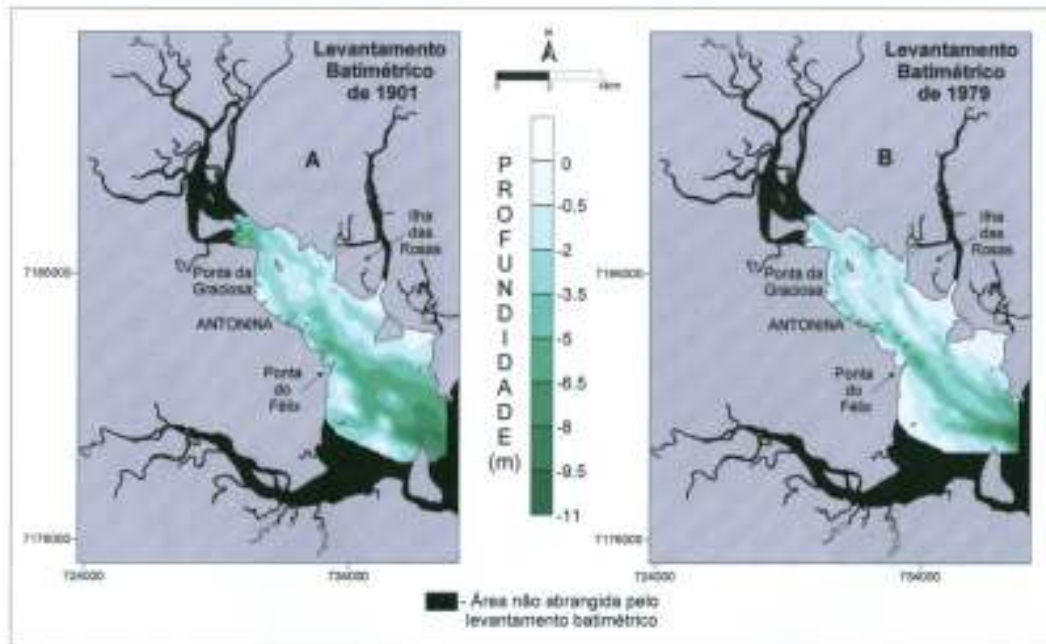 Levantamento
Batimétrico
de 1901
A
Ilha
das
Rosas
Ponta da
Graciosa
ANTONINA
Ponta
do
Félix
7176000
724000
734000
N
0
PROFUNDIDADE
(m)
0
-0.5
-2
-3.5
-5
-6.5
-8
-9.5
-11
Levantamento
Batimétrico
de 1979
B
Ilha
das
Rosas
Ponta da
Graciosa
ANTONINA
Ponta
do
Félix
7176000
724000
734000
- Área não abrangida pelo
levantamento batimétrico